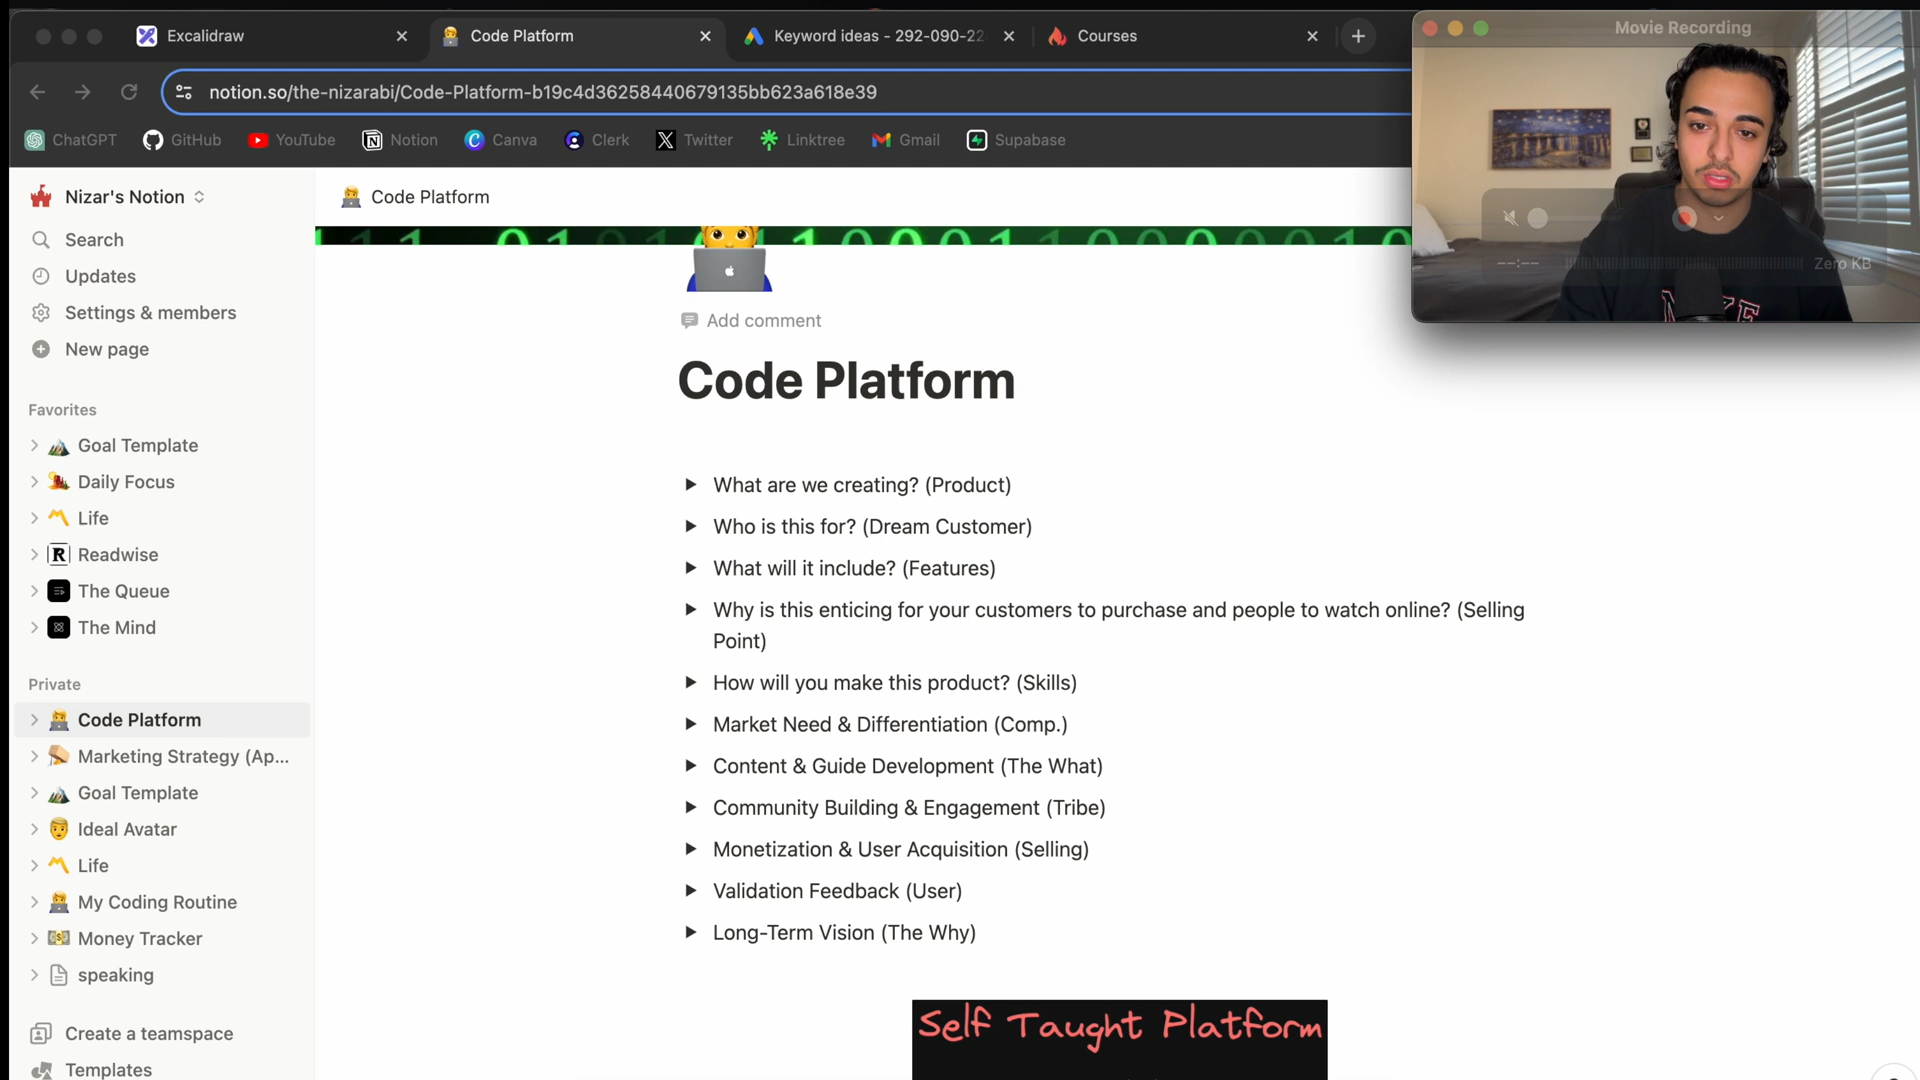 Excalidraw
Code Platform
Keyword ideas - 292-090-22
Courses
Movie Recording
notion.so/the-nizarabi/Code-Platform-b19c4d36258440679135bb623a618e39
ChatGPT
GitHub
YouTube
Notion
Canva
Clerk
Twitter
Linktree
Gmail
Supabase
--:--
Zero KB
Nizar's Notion
Search
Updates
Settings & members
New page
Favorites
Goal Template
Daily Focus
Life
Readwise
The Queue
The Mind
Private
Code Platform
Marketing Strategy (Ap...
Goal Template
Ideal Avatar
Life
My Coding Routine
Money Tracker
speaking
Create a teamspace
Templates
Code Platform
Add comment
Code Platform
What are we creating? (Product)
Who is this for? (Dream Customer)
What will it include? (Features)
Why is this enticing for your customers to purchase and people to watch online? (Selling
Point)
How will you make this product? (Skills)
Market Need & Differentiation (Comp.)
Content & Guide Development (The What)
Community Building & Engagement (Tribe)
Monetization & User Acquisition (Selling)
Validation Feedback (User)
Long-Term Vision (The Why)
Self Taught Platform